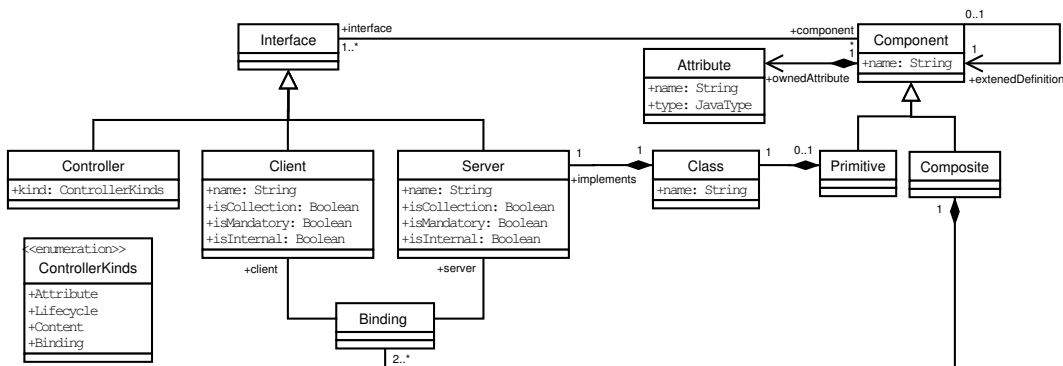 0..1
Interface
+interface
1..*
+component
*
Component
+name: String
1
1
+extenedDefinition
Attribute
+name: String
+type: JavaType
+ownedAttribute
Controller
+kind: ControllerKinds
Client
+name: String
+isCollection: Boolean
+isMandatory: Boolean
+isInternal: Boolean
+client
Server
+name: String
+isCollection: Boolean
+isMandatory: Boolean
+isInternal: Boolean
+server
1
+implements
1
Class
+name: String
1
0..1
Primitive
Composite
1
<<enumeration>>
ControllerKinds
+Attribute
+Lifecycle
+Content
+Binding
Binding
2..*